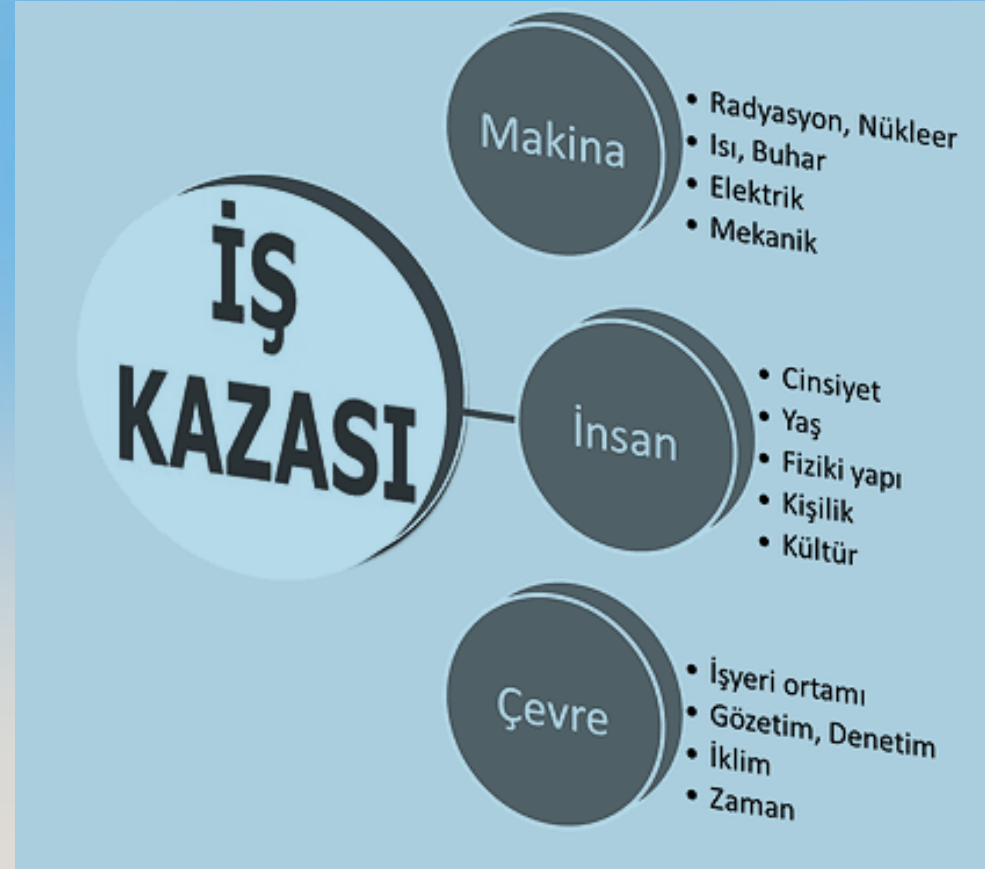 İŞ
KAZASI
Makina
• Radyasyon, Nükleer
• Isı, Buhar
• Elektrik
• Mekanik
İnsan
• Cinsiyet
• Yaş
• Fiziki yapı
• Kişilik
• Kültür
Çevre
• İşyeri ortamı
• Gözetim, Denetim
• İklim
• Zaman